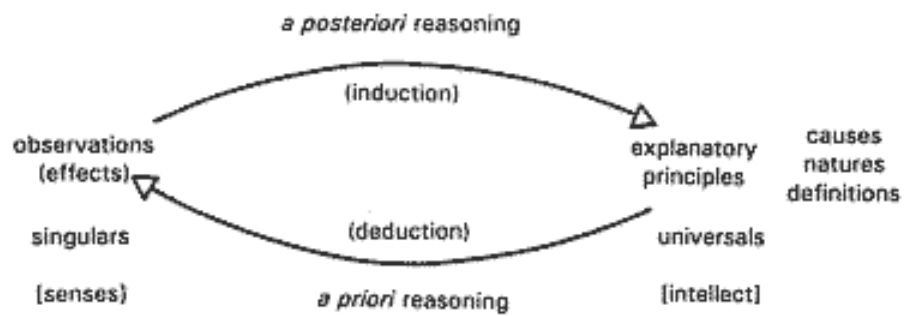 a posteriori reasoning
(induction)
observations
(effects)
explanatory
principles
causes
natures
definitions
(deduction)
singulars
universals
[senses}
[intellect]
a priori reasoning